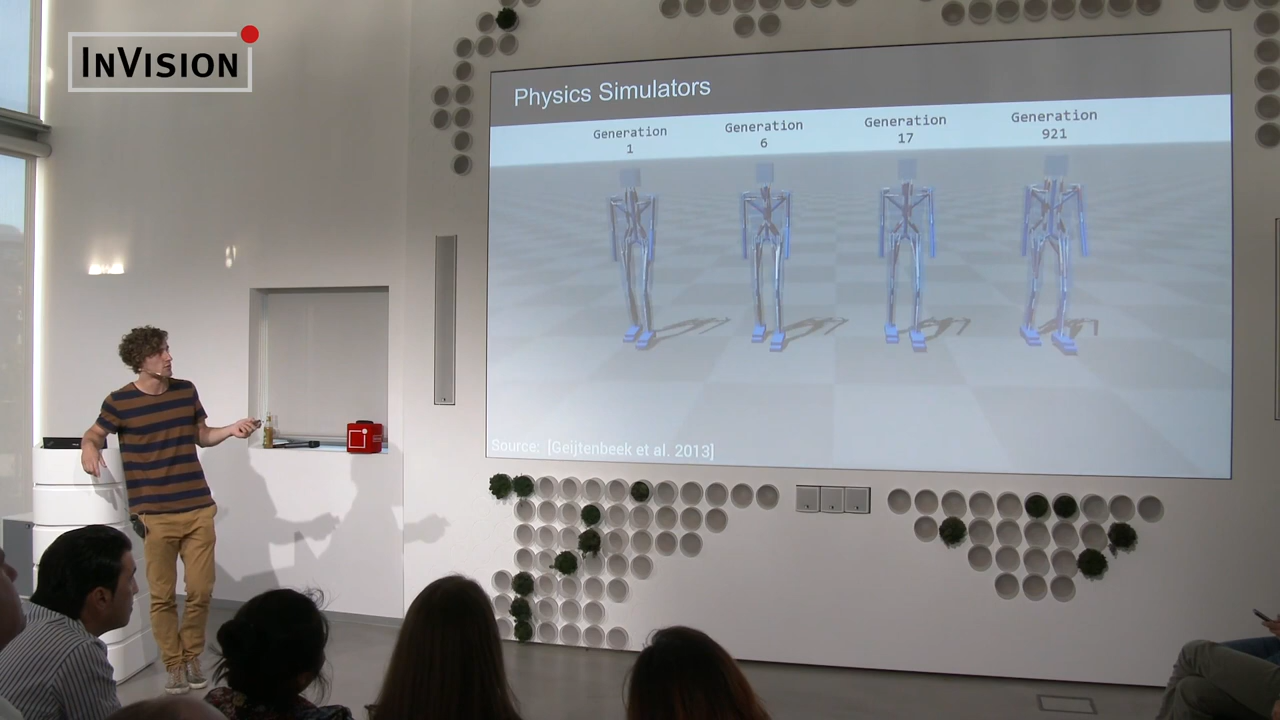 INVISION
Physics Simulators
Generation
1
Generation
6
Generation
17
Generation
921
Source: [Geijtenbeek et al. 2013]